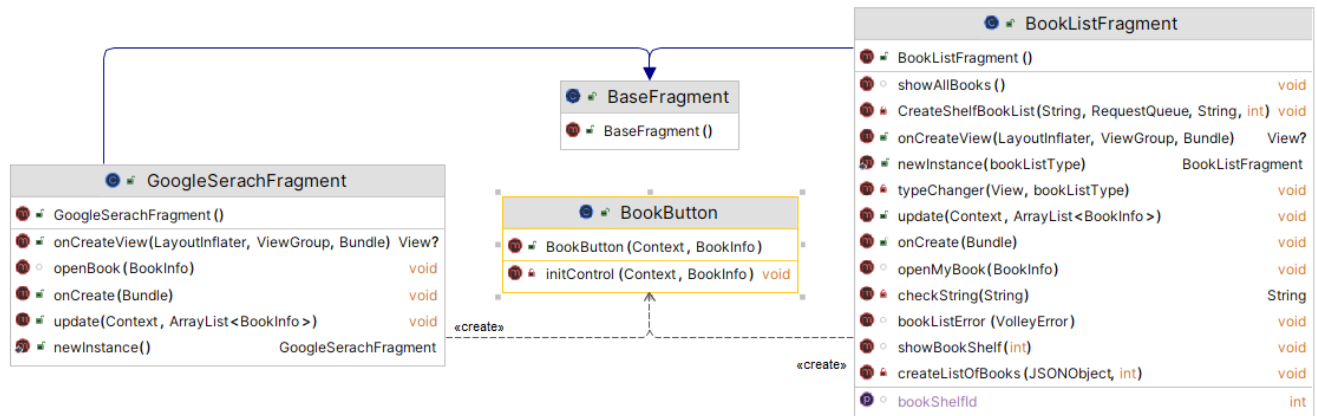 BookListFragment
BookListFragment()
showAllBooks() void
CreateShelfBookList(String, RequestQueue, String, int) void
onCreateView(LayoutInflater, ViewGroup, Bundle) View?
newInstance(bookListType) BookListFragment
typeChanger(View, bookListType) void
update(Context, ArrayList<BookInfo>) void
onCreate(Bundle) void
openMyBook(BookInfo) void
checkString(String) String
bookListError(VolleyError) void
showBookShelf(int) void
createListOfBooks(JSONObject, int) void
bookShelfId int
BaseFragment
BaseFragment()
GoogleSerachFragment
GoogleSerachFragment()
onCreateView(LayoutInflater, ViewGroup, Bundle) View?
openBook(BookInfo) void
onCreate(Bundle) void
update(Context, ArrayList<BookInfo>) void
newInstance() GoogleSerachFragment
BookButton
BookButton(Context, BookInfo)
initControl(Context, BookInfo) void
«create»
«create»